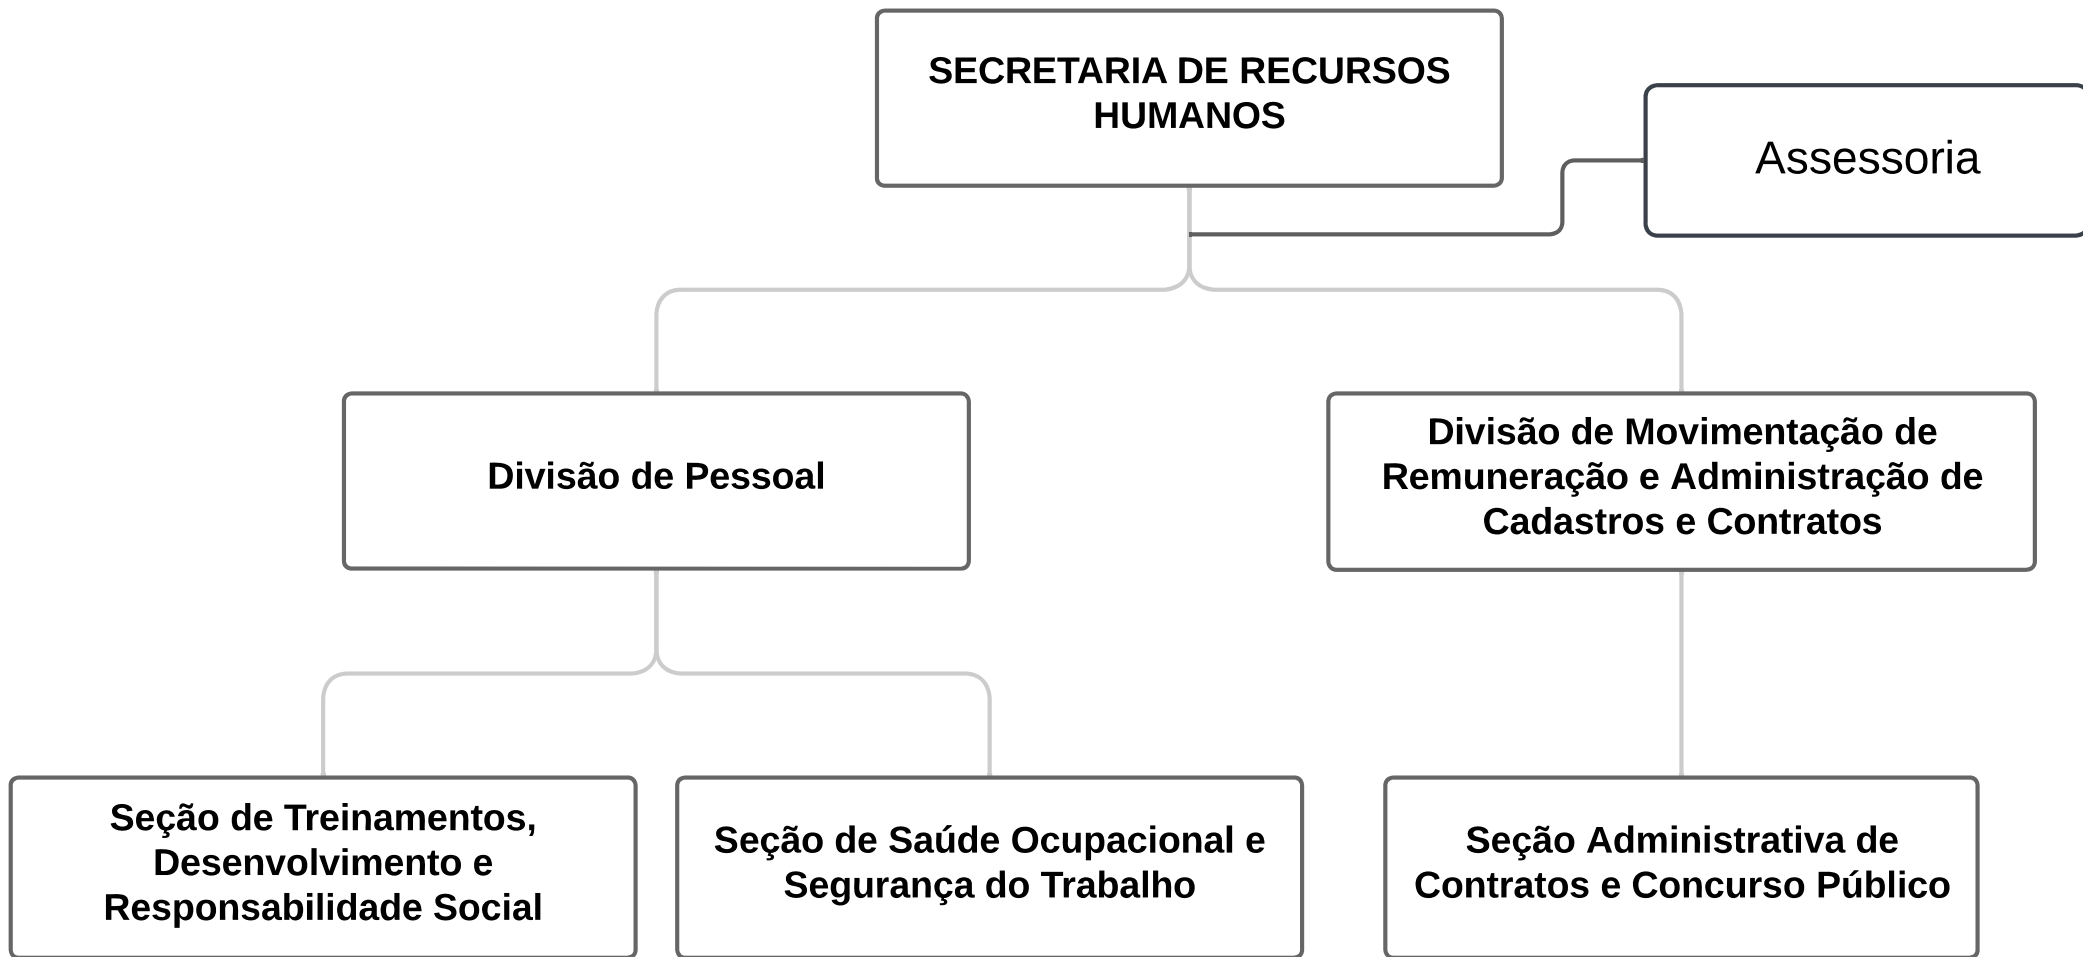 SECRETARIA DE RECURSOS
HUMANOS
Assessoria
Divisão de Pessoal
Divisão de Movimentação de
Remuneração e Administração de
Cadastros e Contratos
Seção de Treinamentos,
Desenvolvimento e
Responsabilidade Social
Seção de Saúde Ocupacional e
Segurança do Trabalho
Seção Administrativa de
Contratos e Concurso Público